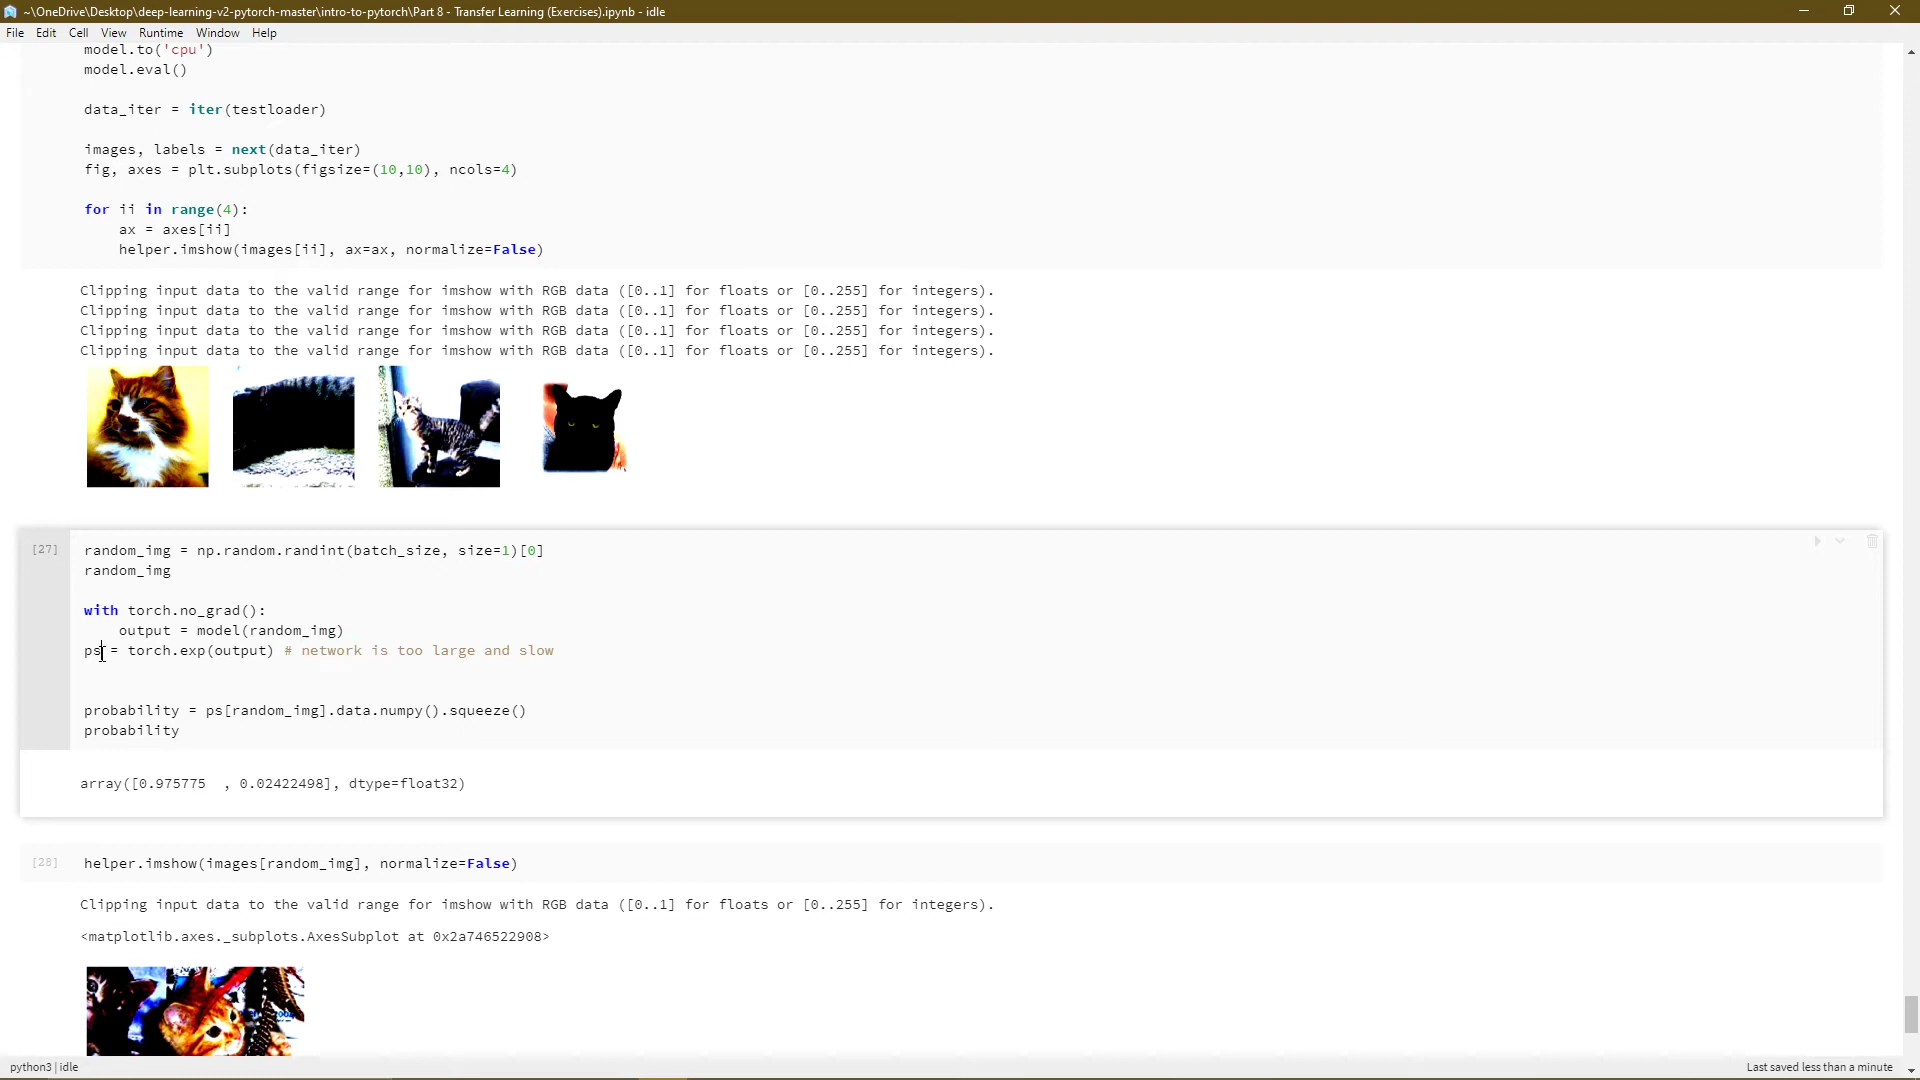 ~\OneDrive\Desktop\deep-learning-v2-pytorch-master\intro-to-pytorch\Part 8 - Transfer Learning (Exercises).ipynb - idle
File Edit Cell View Runtime Window Help
model.to('cpu')
model.eval()
data_iter = iter(testloader)
images, labels = next(data_iter)
fig, axes = plt.subplots(figsize=(10,10), ncols=4)
for ii in range(4):
    ax = axes[ii]
    helper.imshow(images[ii], ax=ax, normalize=False)
Clipping input data to the valid range for imshow with RGB data ([0..1] for floats or [0..255] for integers).
Clipping input data to the valid range for imshow with RGB data ([0..1] for floats or [0..255] for integers).
Clipping input data to the valid range for imshow with RGB data ([0..1] for floats or [0..255] for integers).
Clipping input data to the valid range for imshow with RGB data ([0..1] for floats or [0..255] for integers).
[27] random_img = np.random.randint(batch_size, size=1)[0]
random_img
with torch.no_grad():
    output = model(random_img)
ps = torch.exp(output) # network is too large and slow
probability = ps[random_img].data.numpy().squeeze()
probability
array([0.975775  , 0.02422498], dtype=float32)
[28] helper.imshow(images[random_img], normalize=False)
Clipping input data to the valid range for imshow with RGB data ([0..1] for floats or [0..255] for integers).
<matplotlib.axes._subplots.AxesSubplot at 0x2a746522908>
python3 | idle
Last saved less than a minute